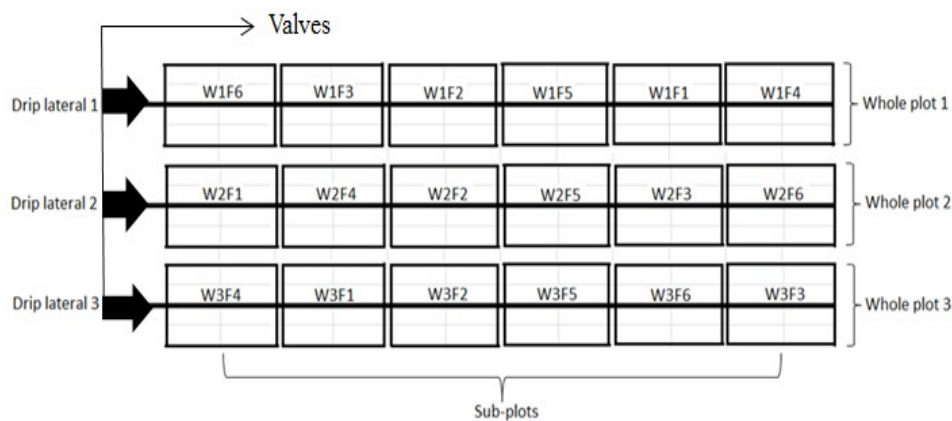 Valves
Drip lateral 1
W1F6 W1F3 W1F2 W1F5 W1F1 W1F4
Whole plot 1
Drip lateral 2
W2F1 W2F4 W2F2 W2F5 W2F3 W2F6
Whole plot 2
Drip lateral 3
W3F4 W3F1 W3F2 W3F5 W3F6 W3F3
Whole plot 3
Sub-plots